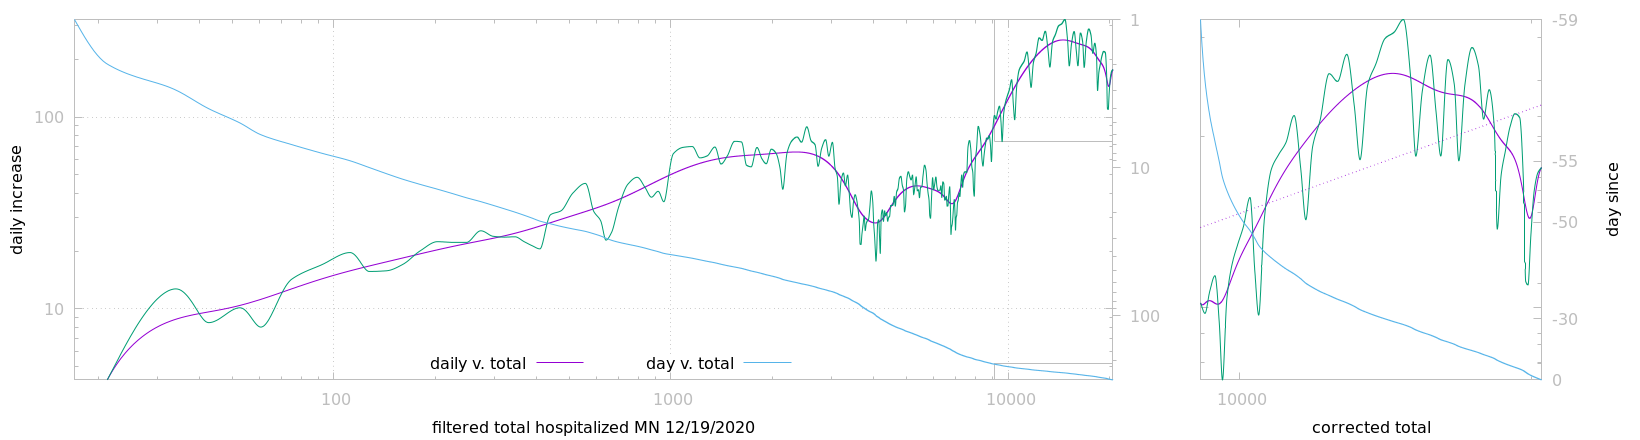 daily increase
100
10
1
10
100
daily v. total
day v. total
100
1000
10000
filtered total hospitalized MN 12/19/2020
-59
-55
-50
-30
0
day since
10000
corrected total